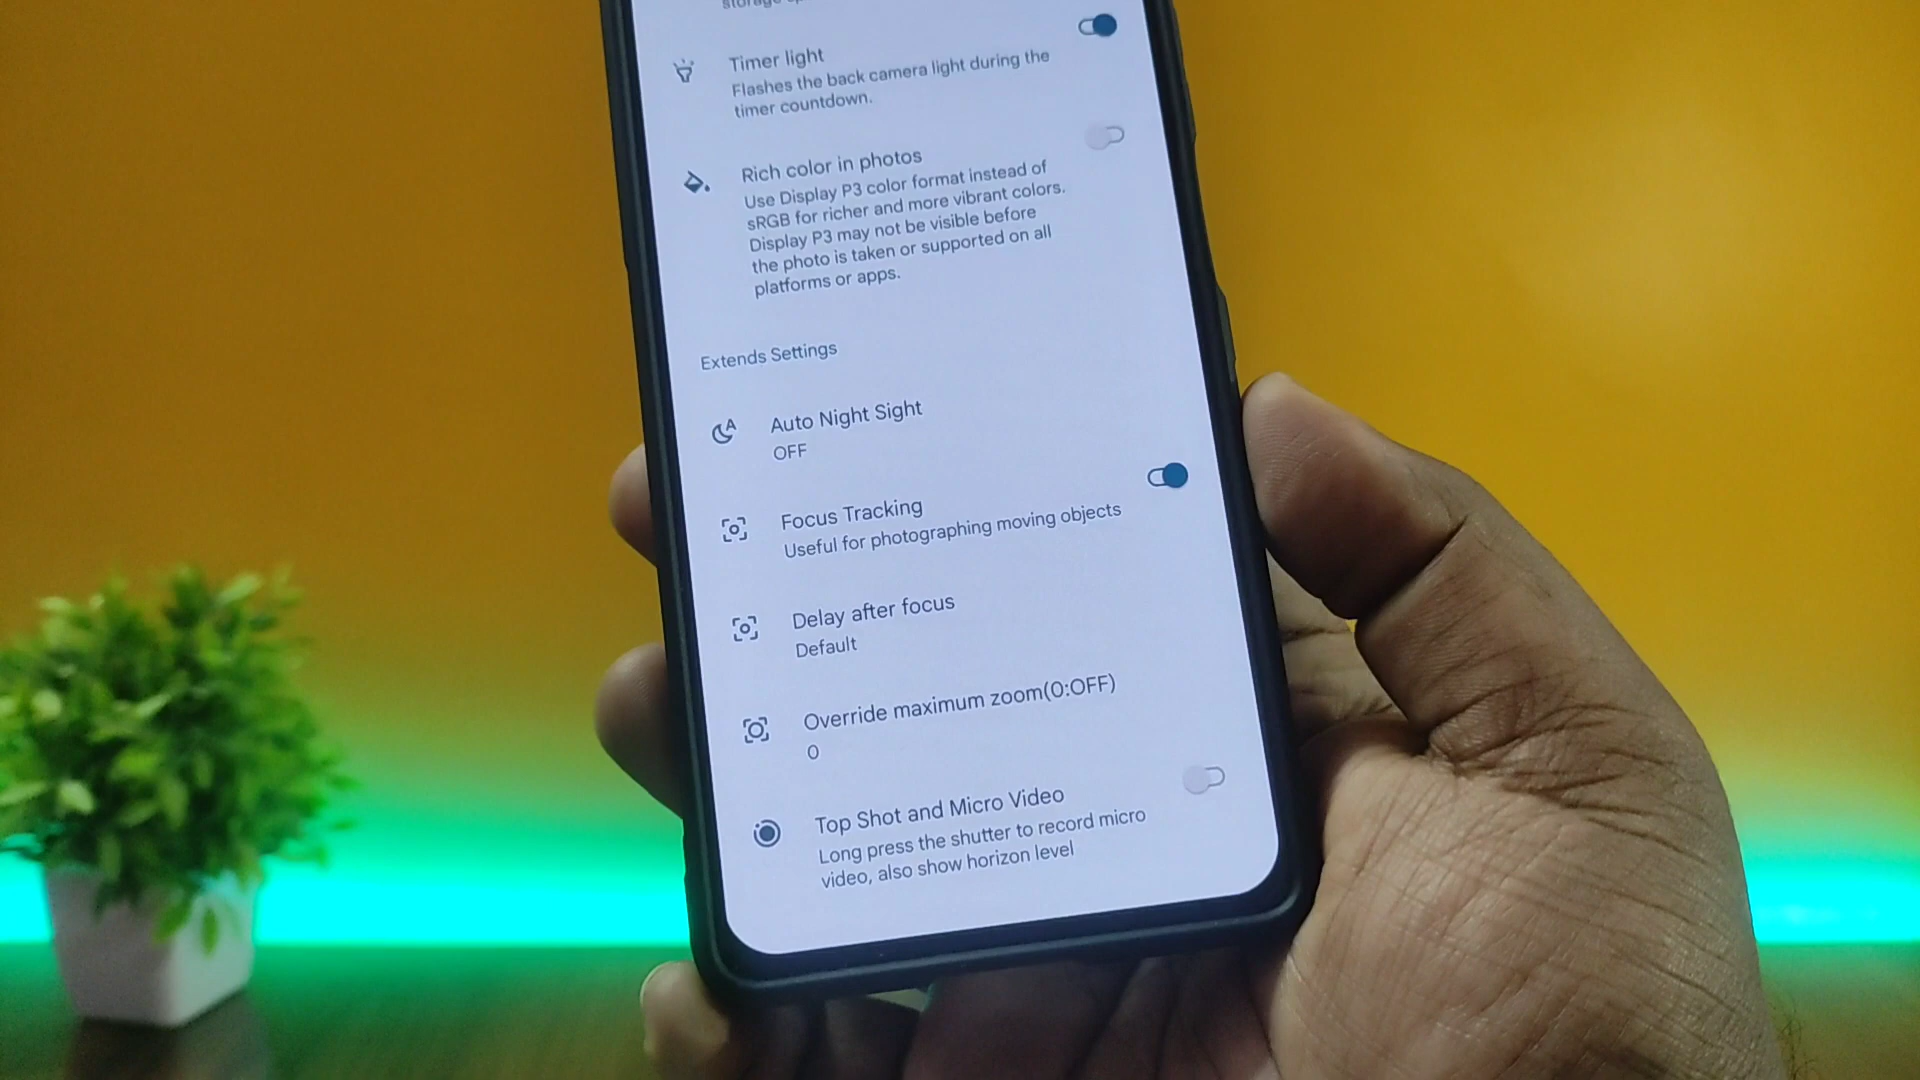 storage
Timer light
Flashes the back camera light during the
timer countdown.
Rich color in photos
Use Display P3 color format instead of
sRGB for richer and more vibrant colors.
Display P3 may not be visible before
the photo is taken or supported on all
platforms or apps.
Extends Settings
Auto Night Sight
OFF
Focus Tracking
Useful for photographing moving objects
Delay after focus
Default
Override maximum zoom(0:OFF)
0
Top Shot and Micro Video
Long press the shutter to record micro
video, also show horizon level